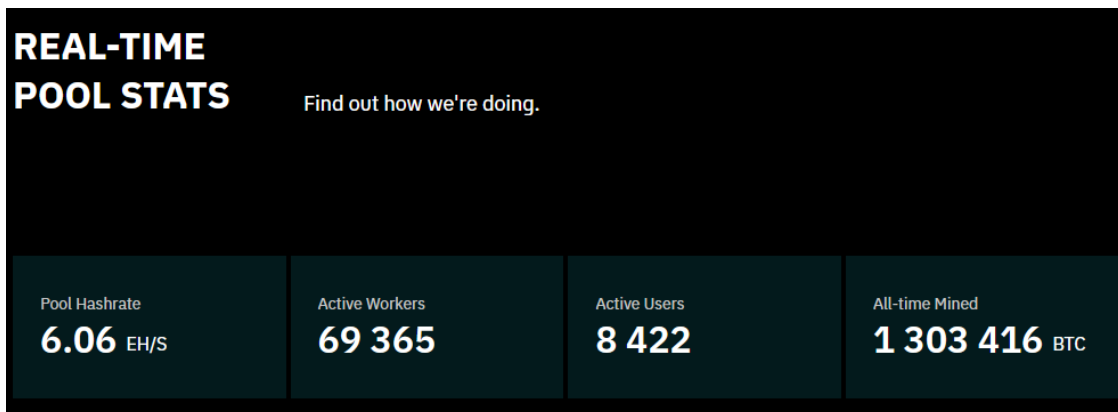 REAL-TIME
POOL STATS
Find out how we're doing.
Pool Hashrate
6.06 EH/S
Active Workers
69 365
Active Users
8 422
All-time Mined
1 303 416 BTC